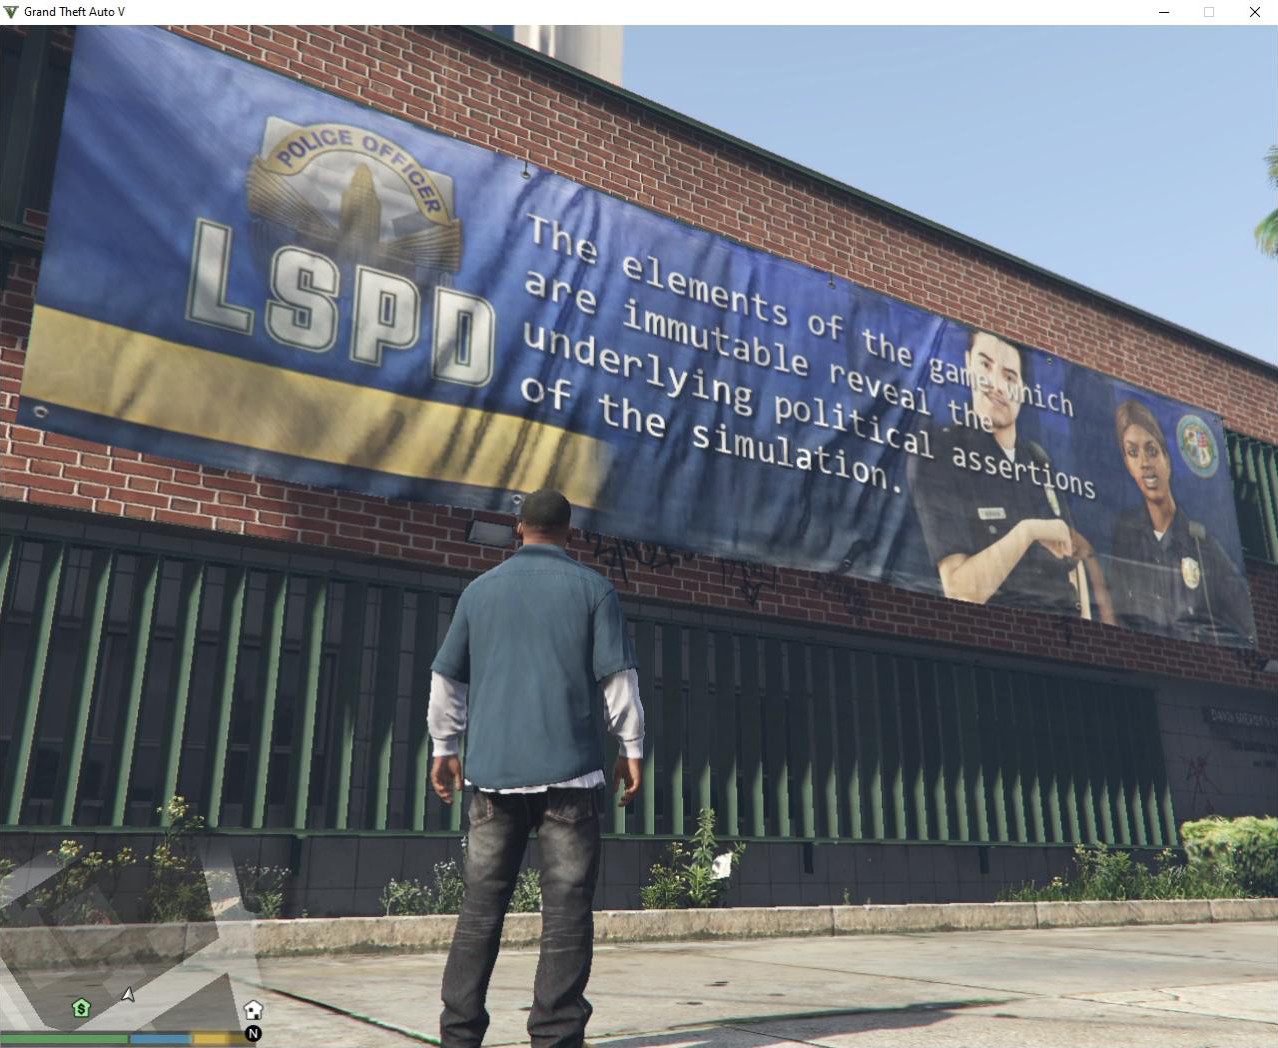 Grand Theft Auto V
POLICE OFFICER
LSPD
The elements of the game which
are immutable reveal the
underlying political assertions
of the simulation.
$
N